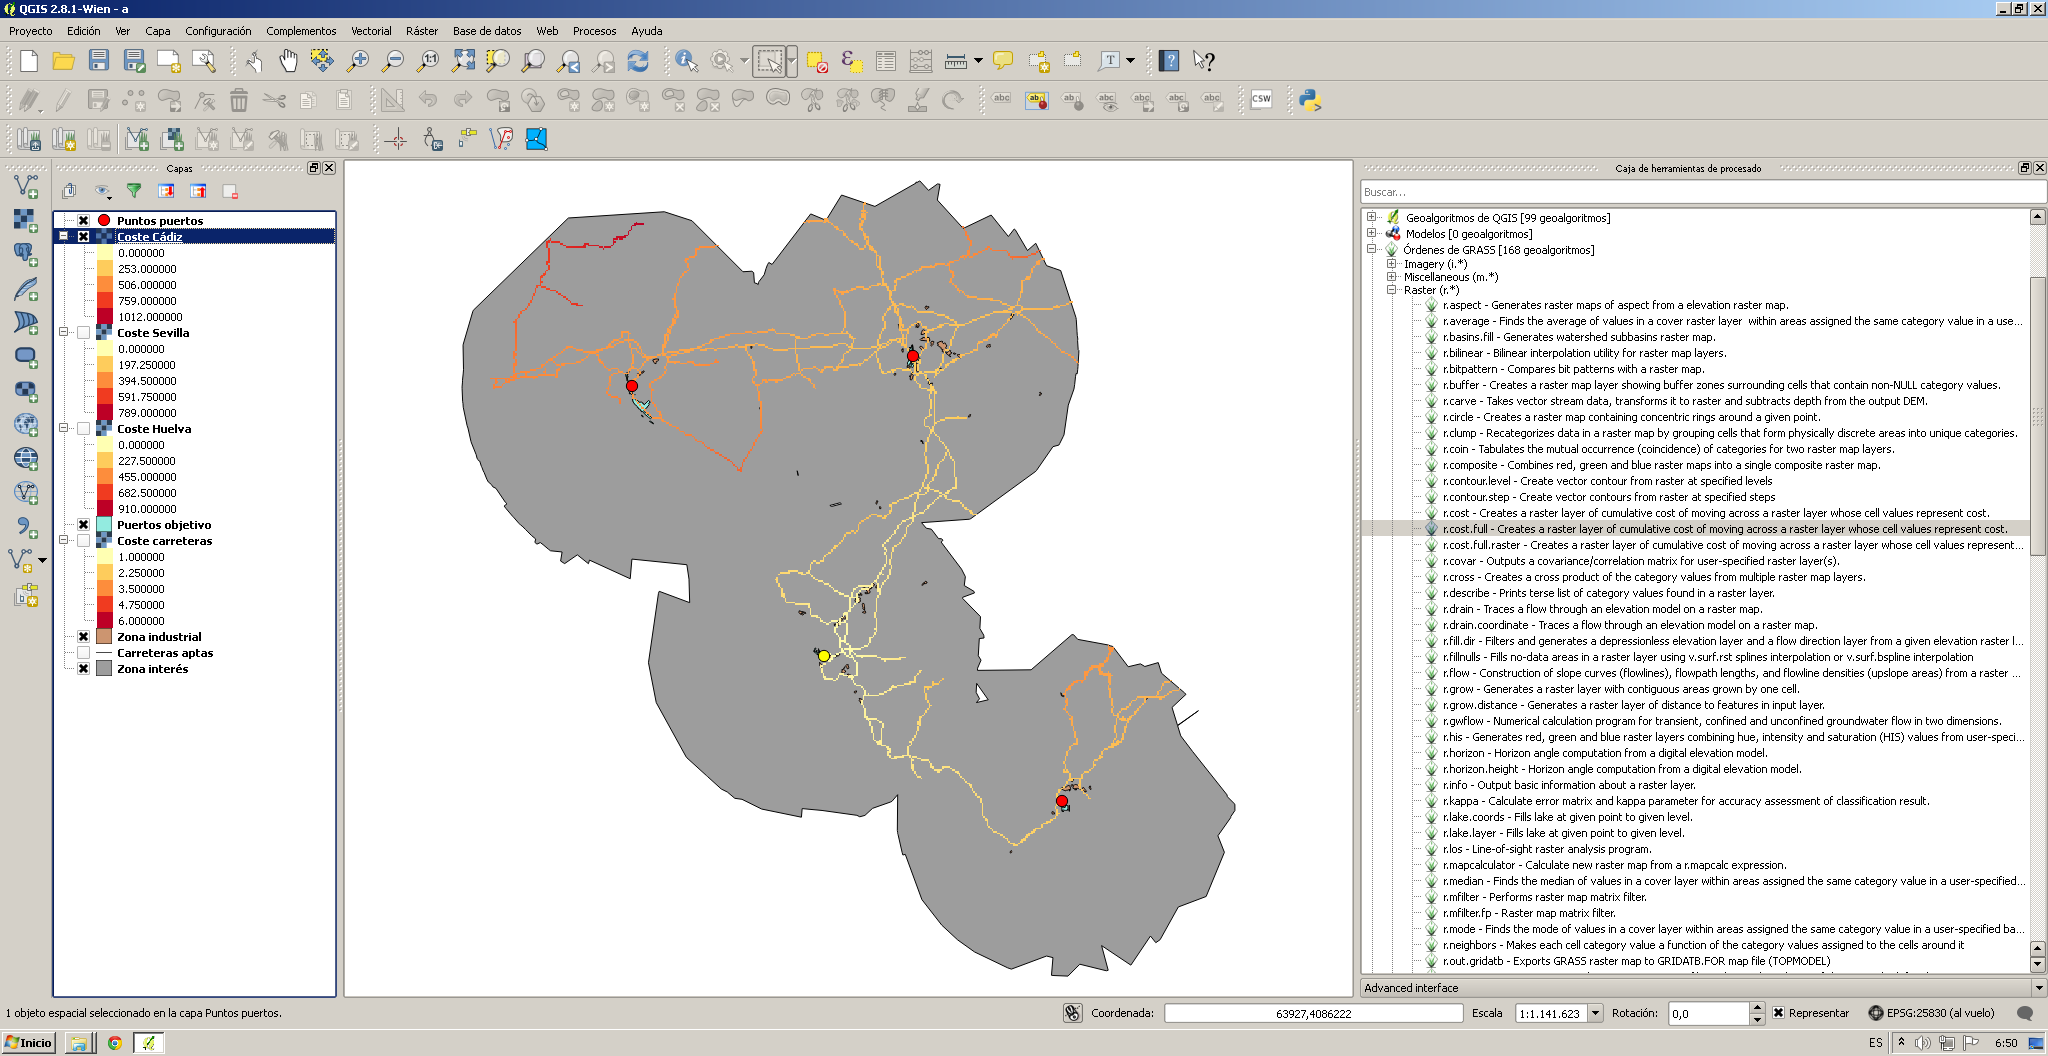 QGIS 2.8.1-Wien - a
Proyecto Edición Ver Capa Configuración Complementos Vectorial Ráster Base de datos Web Procesos Ayuda
Capas
Puntos puertos
Coste Cádiz
0.000000
253.000000
506.000000
759.000000
1012.000000
Coste Sevilla
0.000000
197.250000
394.500000
591.750000
789.000000
Coste Huelva
0.000000
227.500000
455.000000
682.500000
910.000000
Puertos objetivo
Coste carreteras
1.000000
2.250000
3.500000
4.750000
6.000000
Zona industrial
Carreteras aptas
Zona interés
Caja de herramientas de procesado
Buscar...
Geoalgoritmos de QGIS [99 geoalgoritmos]
Modelos [0 geoalgoritmos]
Órdenes de GRASS [168 geoalgoritmos]
Imagery (i.*)
Miscellaneous (m.*)
Raster (r.*)
r.aspect - Generates raster maps of aspect from a elevation raster map.
r.average - Finds the average of values in a cover raster layer within areas assigned the same category value in a use...
r.basins.fill - Generates watershed subbasins raster map.
r.bilinear - Bilinear interpolation utility for raster map layers.
r.bitpattern - Compares bit patterns with a raster map.
r.buffer - Creates a raster map layer showing buffer zones surrounding cells that contain non-NULL category values.
r.carve - Takes vector stream data, transforms it to raster and subtracts depth from the output DEM.
r.circle - Creates a raster map containing concentric rings around a given point.
r.clump - Recategorizes data in a raster map by grouping cells that form physically discrete areas into unique categories.
r.coin - Tabulates the mutual occurrence (coincidence) of categories for two raster map layers.
r.composite - Combines red, green and blue raster maps into a single composite raster map.
r.contour.level - Create vector contour from raster at specified levels
r.contour.step - Create vector contours from raster at specified steps
r.cost - Creates a raster layer of cumulative cost of moving across a raster layer whose cell values represent cost.
r.cost.full - Creates a raster layer of cumulative cost of moving across a raster layer whose cell values represent cost.
r.cost.full.raster - Creates a raster layer of cumulative cost of moving across a raster layer whose cell values represent...
r.covar - Outputs a covariance/correlation matrix for user-specified raster layer(s).
r.cross - Creates a cross product of the category values from multiple raster map layers.
r.describe - Prints terse list of category values found in a raster layer.
r.drain - Traces a flow through an elevation model on a raster map.
r.drain.coordinate - Traces a flow through an elevation model on a raster map.
r.fill.dir - Filters and generates a depressionless elevation layer and a flow direction layer from a given elevation raster l...
r.fillnulls - Fills no-data areas in a raster layer using v.surf.rst splines interpolation or v.surf.bspline interpolation
r.flow - Construction of slope curves (flowlines), flowpath lengths, and flowline densities (upslope areas) from a raster ...
r.grow - Generates a raster layer with contiguous areas grown by one cell.
r.grow.distance - Generates a raster layer of distance to features in input layer.
r.gwflow - Numerical calculation program for transient, confined and unconfined groundwater flow in two dimensions.
r.his - Generates red, green and blue raster layers combining hue, intensity and saturation (HIS) values from user-speci...
r.horizon - Horizon angle computation from a digital elevation model.
r.horizon.height - Horizon angle computation from a digital elevation model.
r.info - Output basic information about a raster layer.
r.kappa - Calculate error matrix and kappa parameter for accuracy assessment of classification result.
r.lake.coords - Fills lake at given point to given level.
r.lake.layer - Fills lake at given point to given level.
r.los - Line-of-sight raster analysis program.
r.mapcalculator - Calculate new raster map from a r.mapcalc expression.
r.median - Finds the median of values in a cover layer within areas assigned the same category value in a user-specified...
r.mfilter - Performs raster map matrix filter.
r.mfilter.fp - Raster map matrix filter.
r.mode - Finds the mode of values in a cover layer within areas assigned the same category value in a user-specified ba...
r.neighbors - Makes each cell category value a function of the category values assigned to the cells around it
r.out.gridatb - Exports GRASS raster map to GRIDATB.FOR map file (TOPMODEL)
Advanced interface
1 objeto espacial seleccionado en la capa Puntos puertos.
Coordenada: 63927,4086222 Escala 1:1.141.623 Rotación: 0,0 Representar EPSG:25830 (al vuelo)
Inicio ES 6:50